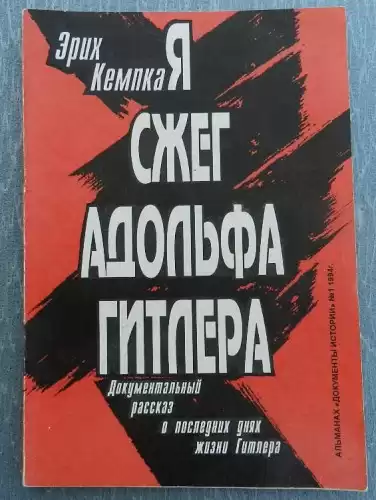 Эрих
Кемпка
Я
СЖЕГ
АДОЛЬФА
ГИТЛЕРА
Документальный
рассказ
о последних днях
жизни Гитлера
АЛЬМАНАХ «ДОКУМЕНТЫ ИСТОРИИ» №1 1994г.